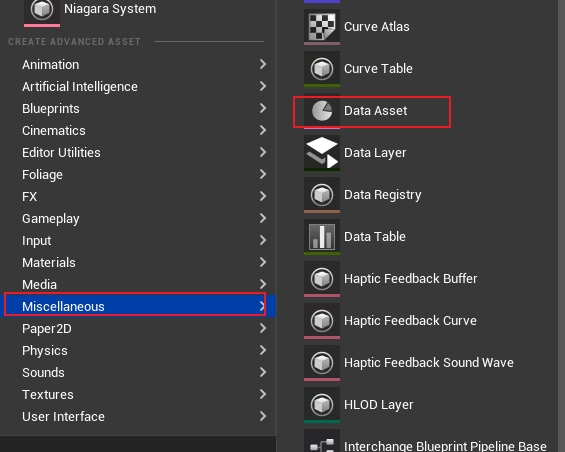 Niagara System
CREATE ADVANCED ASSET
Animation
Artificial Intelligence
Blueprints
Cinematics
Editor Utilities
Foliage
FX
Gameplay
Input
Materials
Media
Miscellaneous
Paper2D
Physics
Sounds
Textures
User Interface
Curve Atlas
Curve Table
Data Asset
Data Layer
Data Registry
Data Table
Haptic Feedback Buffer
Haptic Feedback Curve
Haptic Feedback Sound Wave
HLOD Layer
Interchange Blueprint Pipeline Base